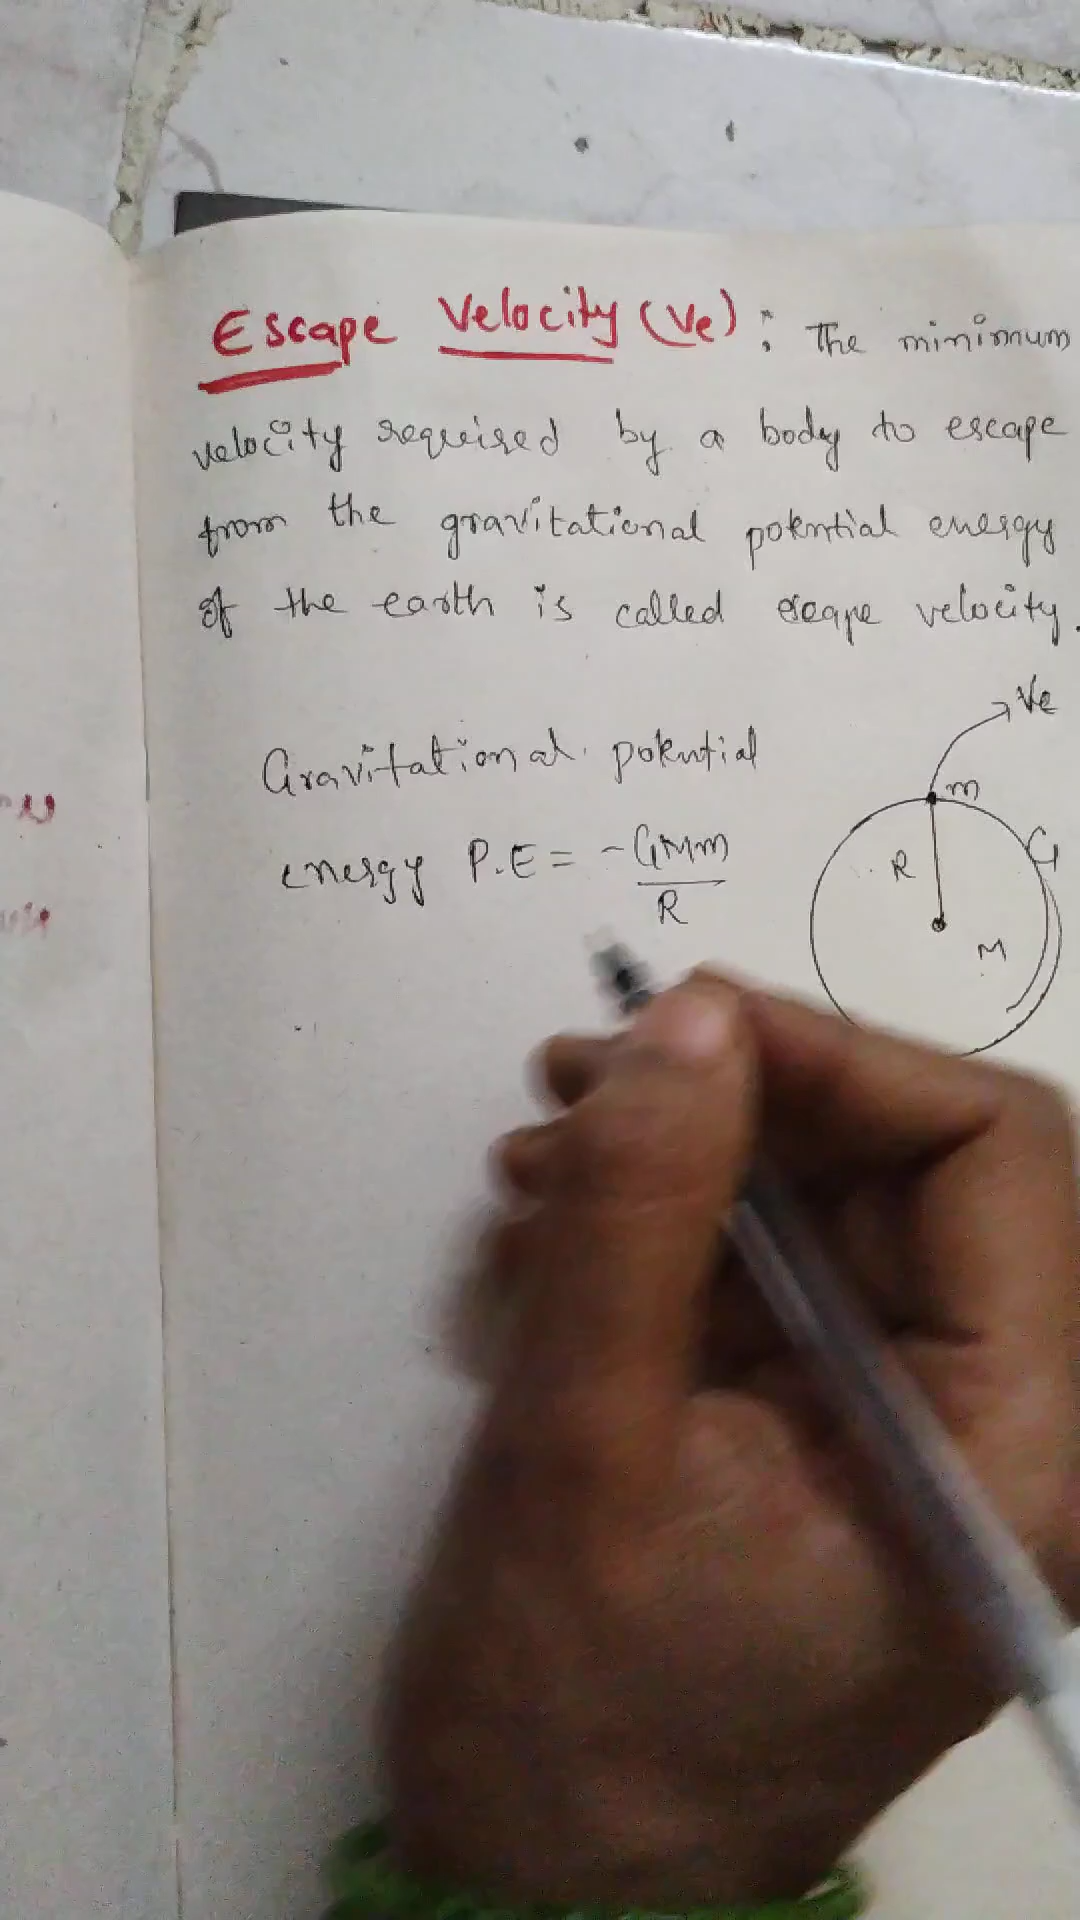 Escape Velocity (Ve) : The minimum
velocity required by a body to escape
from the gravitational potential energy
of the earth is called escape velocity.
Ve
Gravitational potential
m
energy P.E = -GMm/R
R
G
M